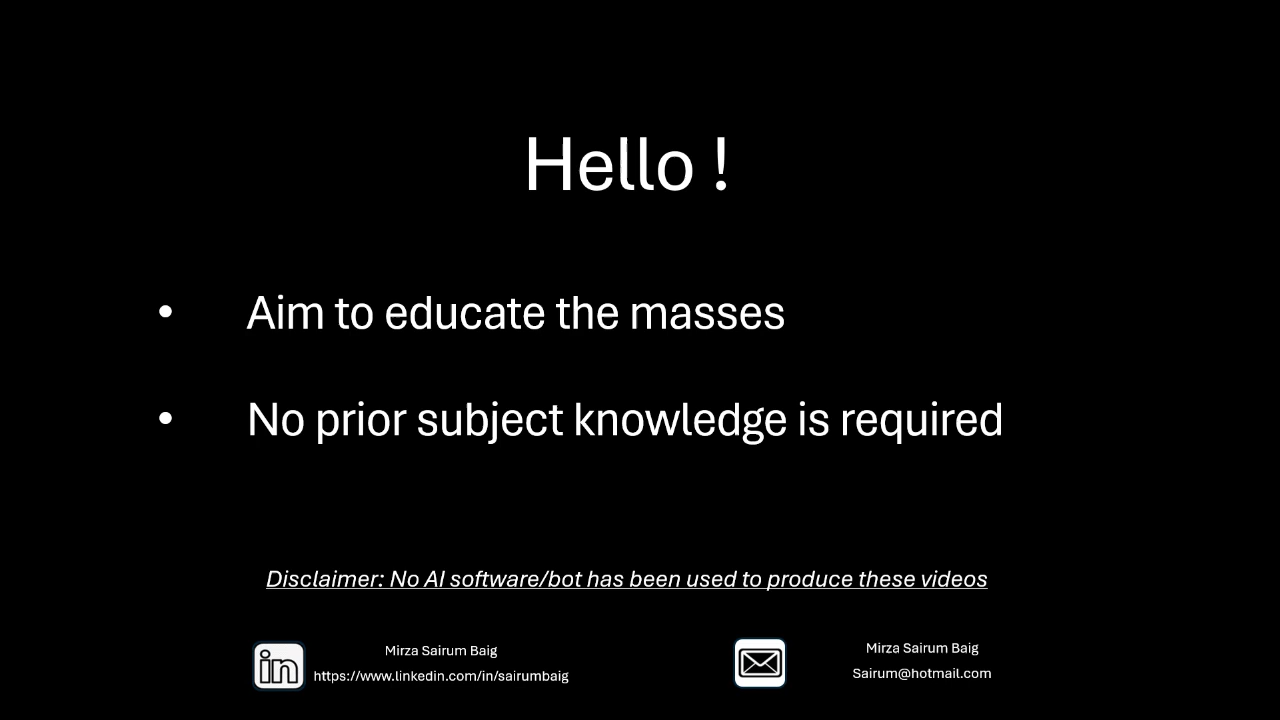 Hello !
• Aim to educate the masses
• No prior subject knowledge is required
Disclaimer: No AI software/bot has been used to produce these videos
in
Mirza Sairum Baig
https://www.linkedin.com/in/sairumbaig
Mirza Sairum Baig
Sairum@hotmail.com